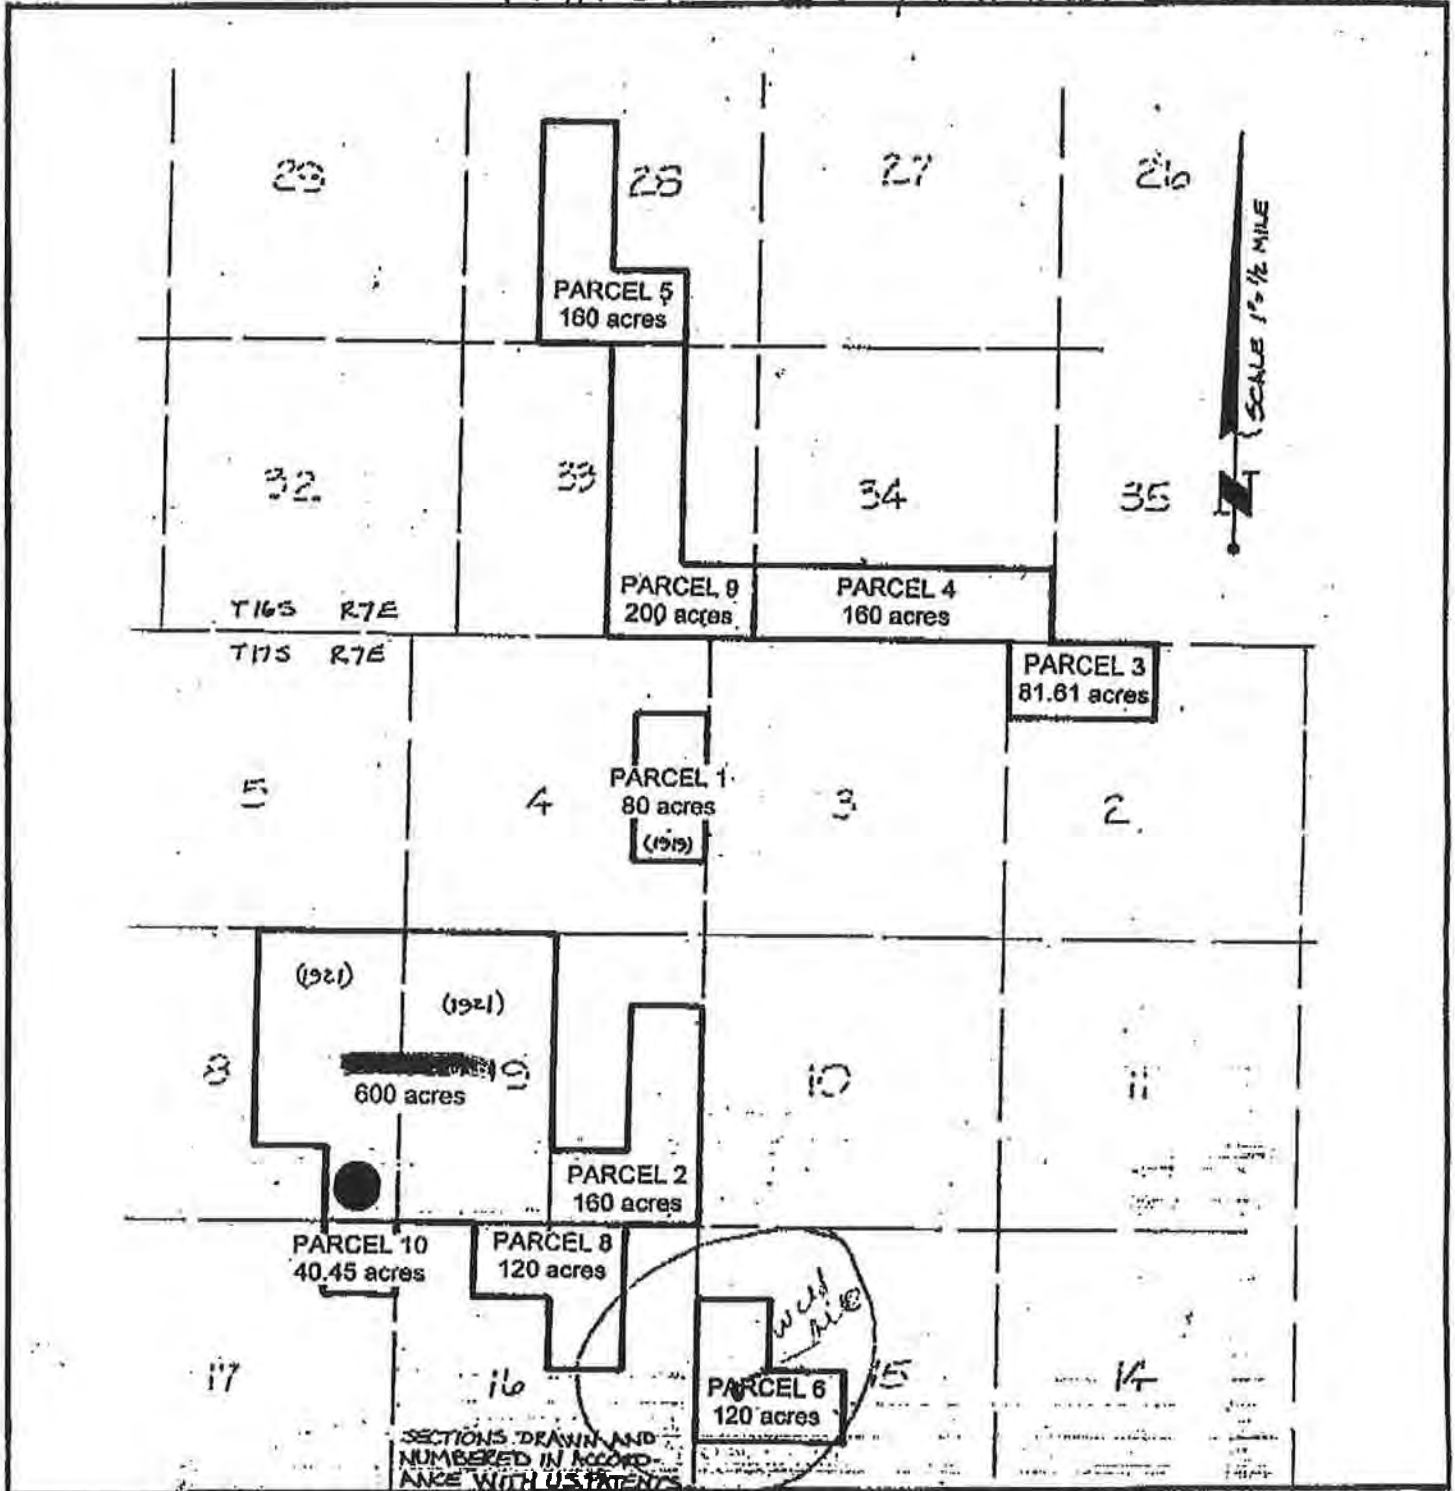 29
28
27
26
SCALE 1"= 1/2 MILE
PARCEL 5
160 acres
32
33
34
35
N
PARCEL 9
200 acres
PARCEL 4
160 acres
T16S R7E
T17S R7E
PARCEL 3
81.61 acres
5
4
PARCEL 1
80 acres
(1919)
3
2
(1921)
(1921)
8
9
600 acres
10
11
PARCEL 2
160 acres
PARCEL 10
40.45 acres
PARCEL 8
120 acres
17
16
PARCEL 6
120 acres
15
14
SECTIONS DRAWN AND
NUMBERED IN ACCORD-
ANCE WITH U.S. PATENTS